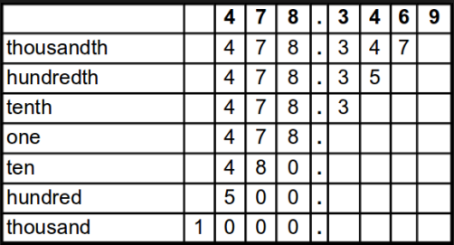 4 7 8 . 3 4 6 9
thousandth 4 7 8 . 3 4 7
hundredth 4 7 8 . 3 5
tenth 4 7 8 . 3
one 4 7 8 .
ten 4 8 0 .
hundred 5 0 0 .
thousand 1 0 0 0 .